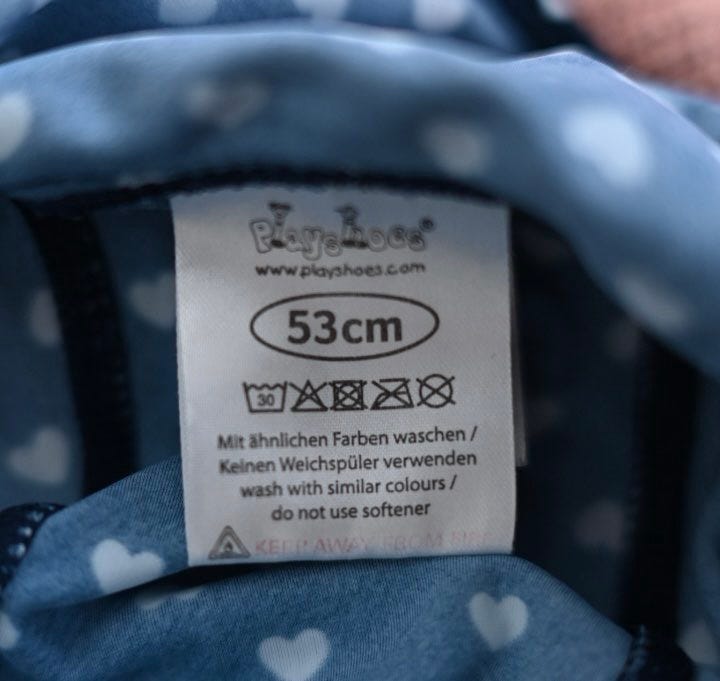 Playshoes®
www.playshoes.com
53cm
30
Mit ähnlichen Farben waschen /
Keinen Weichspüler verwenden
wash with similar colours /
do not use softener
KEEP AWAY FROM FIRE